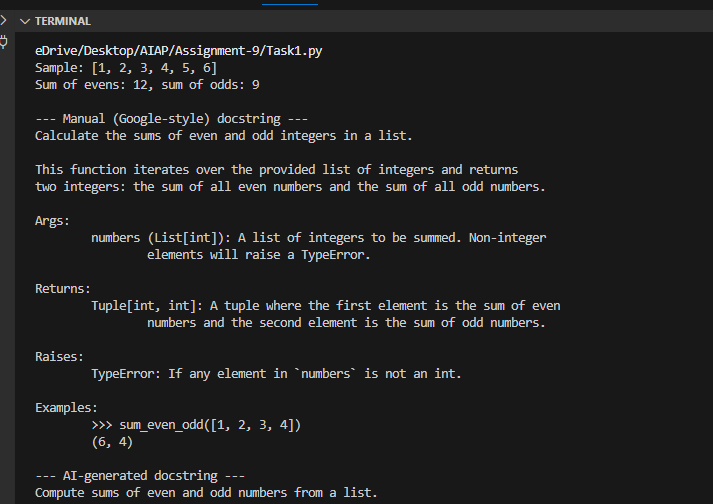 TERMINAL
eDrive/Desktop/AIAP/Assignment-9/Task1.py
Sample: [1, 2, 3, 4, 5, 6]
Sum of evens: 12, sum of odds: 9
--- Manual (Google-style) docstring ---
Calculate the sums of even and odd integers in a list.
This function iterates over the provided list of integers and returns
two integers: the sum of all even numbers and the sum of all odd numbers.
Args:
numbers (List[int]): A list of integers to be summed. Non-integer
elements will raise a TypeError.
Returns:
Tuple[int, int]: A tuple where the first element is the sum of even
numbers and the second element is the sum of odd numbers.
Raises:
TypeError: If any element in `numbers` is not an int.
Examples:
>>> sum_even_odd([1, 2, 3, 4])
(6, 4)
--- AI-generated docstring ---
Compute sums of even and odd numbers from a list.